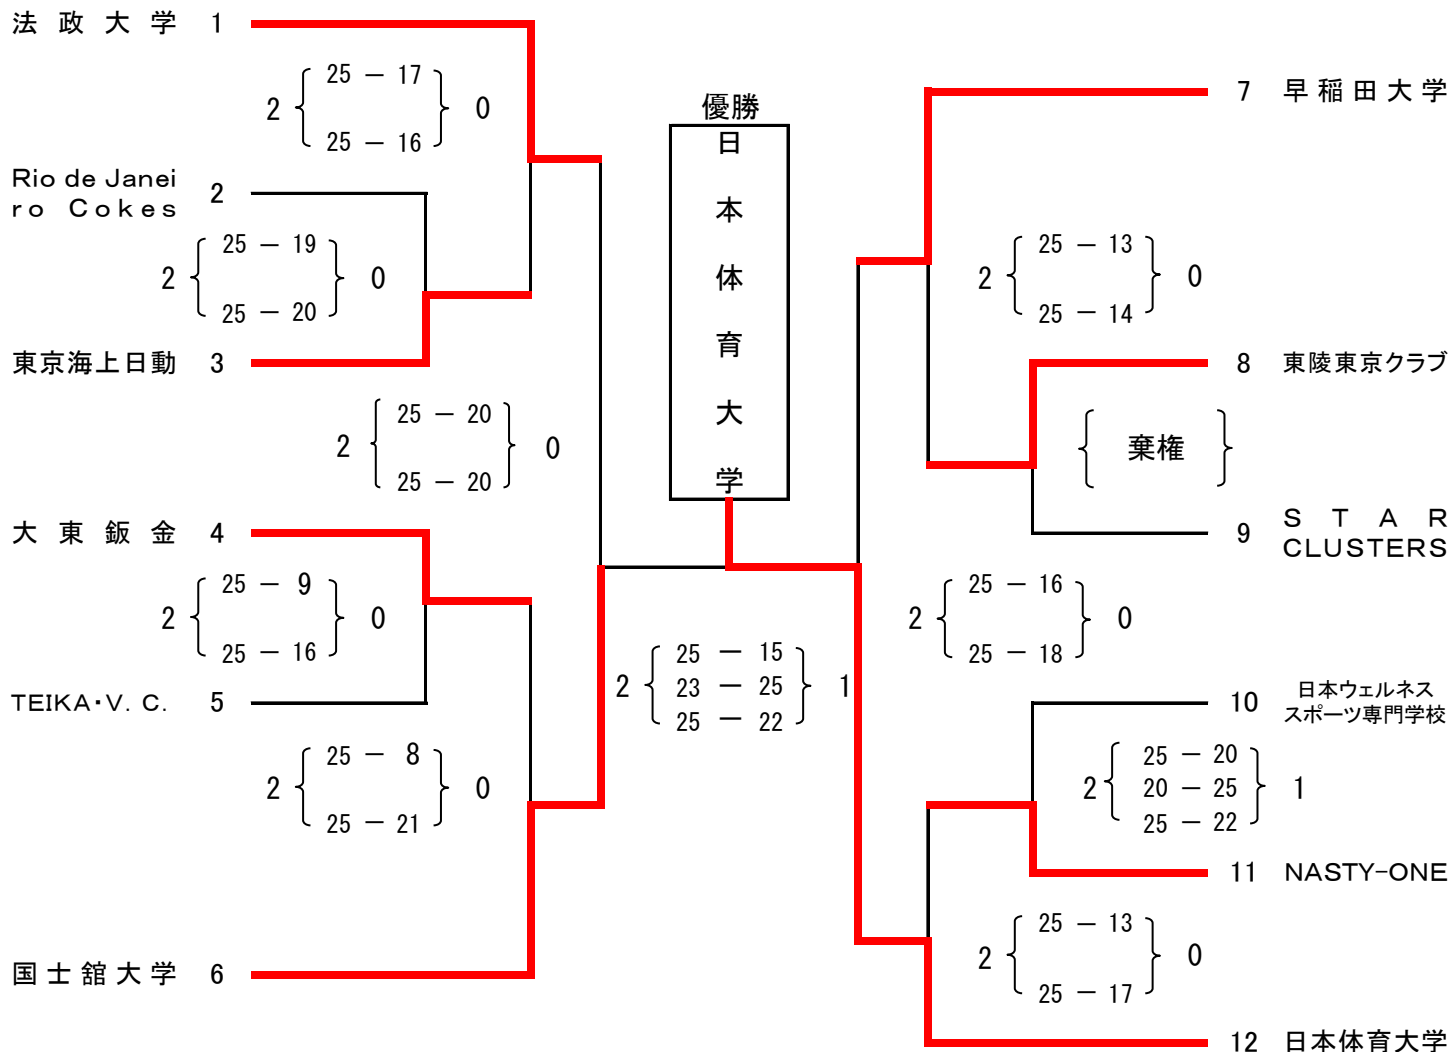 法政大学 1
25 － 17
2 0
25 － 16
Rio de Janei
ro Cokes
2
25 － 19
2 0
25 － 20
東京海上日動 3
25 － 20
2 0
25 － 20
大東鈑金 4
25 － 9
2 0
25 － 16
TEIKA・V. C. 5
25 － 8
2 0
25 － 21
国士舘大学 6
優勝
日本体育大学
25 － 15
2 23 － 25 1
25 － 22
7 早稲田大学
25 － 13
2 0
25 － 14
8 東陵東京クラブ
棄権
9
STAR
CLUSTERS
25 － 16
2 0
25 － 18
10
日本ウェルネス
スポーツ専門学校
25 － 20
2 20 － 25 1
25 － 22
11 NASTY-ONE
25 － 13
2 0
25 － 17
12 日本体育大学